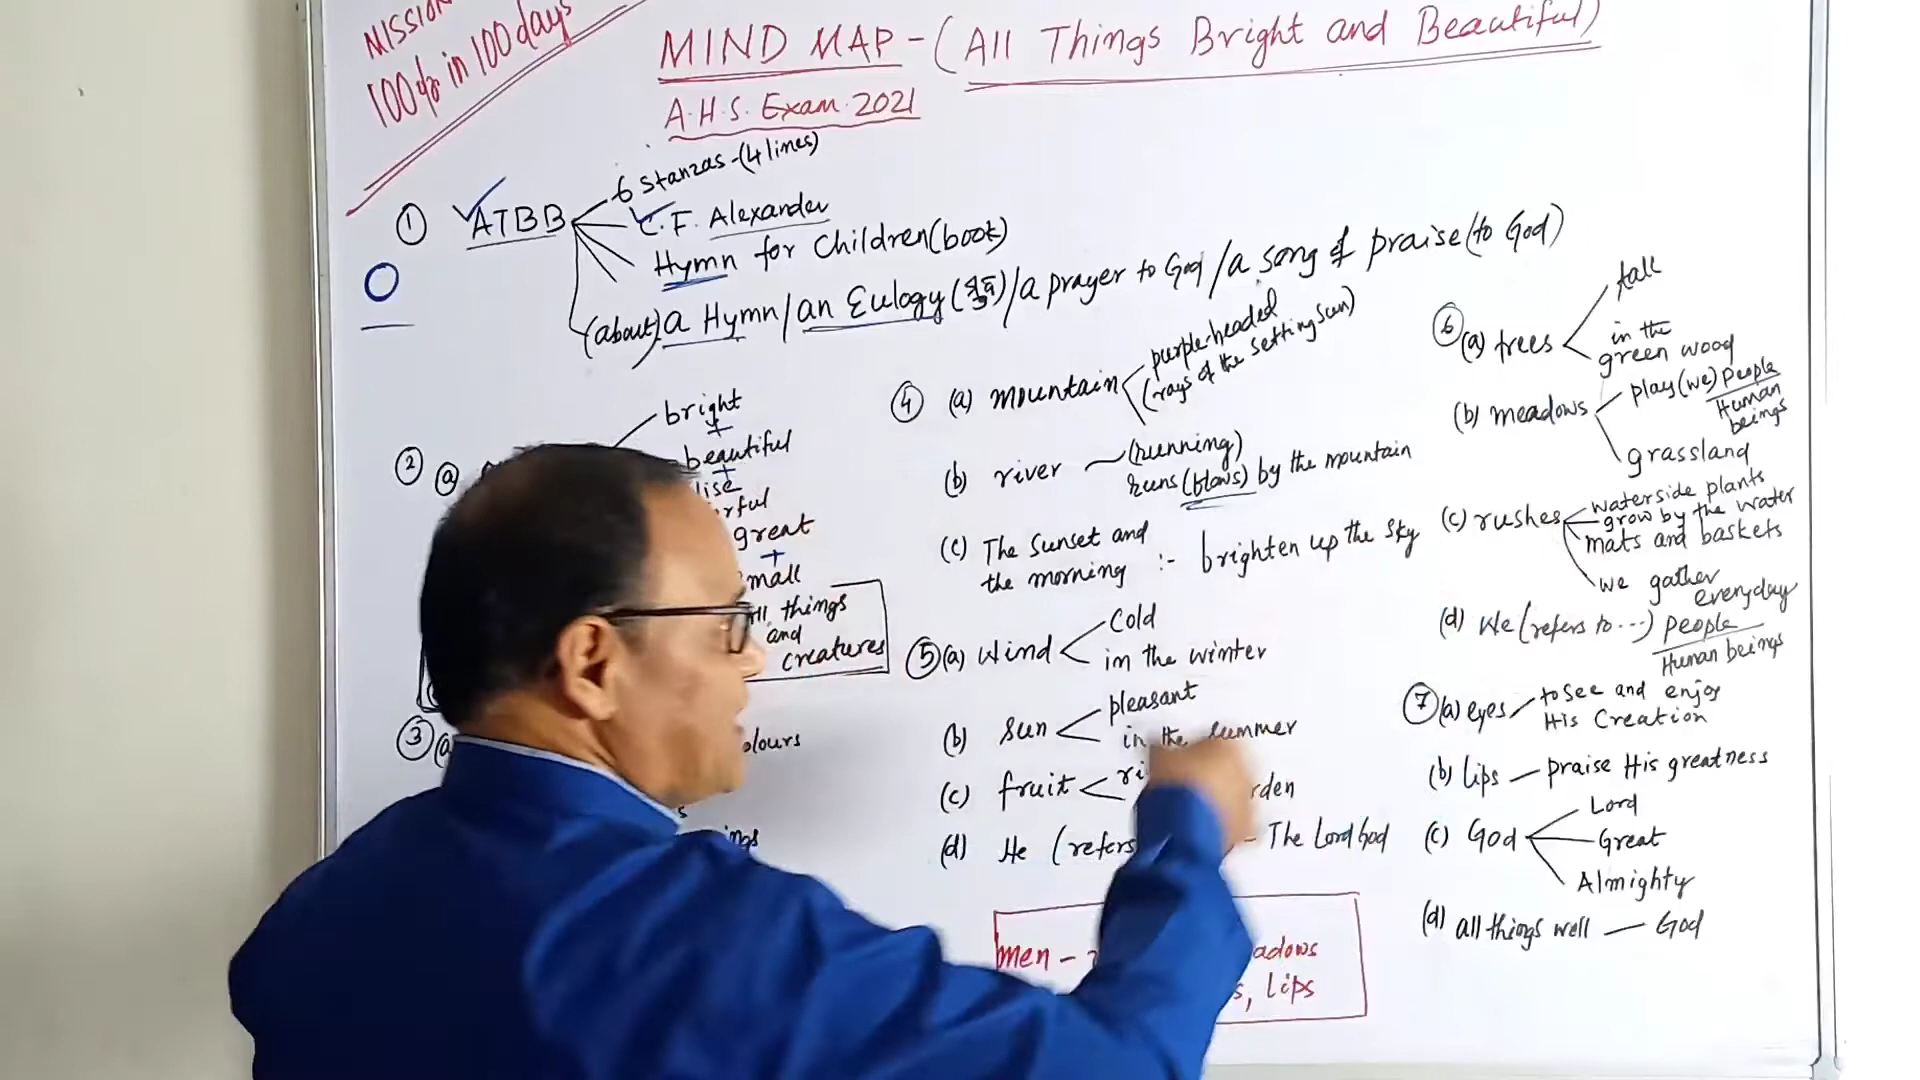 MISSION
100% in 100 days
MIND MAP - (All Things Bright and Beautiful)
A.H.S. Exam. 2021
① ATBB
6 stanzas - (4 lines)
C. F. Alexander
Hymn for Children (book)
(about) a Hymn / an Eulogy / a prayer to God / a song of praise (to God)
②
bright
+
beautiful
+
great
+
all things
and
creatures
③
④ (a) mountain
purple-headed
(rays of the setting sun)
(b) river
(running)
runs (flows) by the mountain
(c) The sunset and
the morning :- brighten up the sky
⑤ (a) Wind
Cold
in the winter
(b) Sun
pleasant
in the summer
(c) fruit
(d) He (refers - The Lord God
men -
lips
⑥ (a) trees
tall
in the
green wood
(b) meadows
play (we) people
Human
beings
grassland
(c) rushes
waterside plants
grow by the water
mats and baskets
we gather
everyday
(d) We (refers to ...) people
Human beings
⑦ (a) eyes
to see and enjoy
His Creation
(b) lips — praise His greatness
(c) God
Lord
Great
Almighty
(d) all things well — God